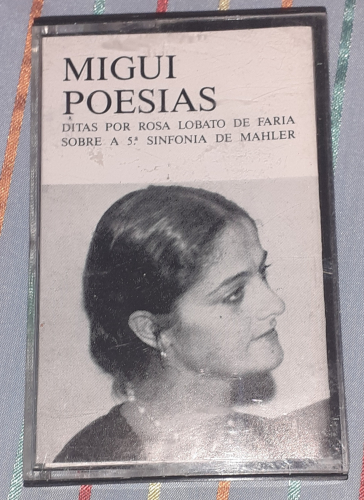 MIGUI
POESIAS
DITAS POR ROSA LOBATO DE FARIA
SOBRE A 5.ª SINFONIA DE MAHLER